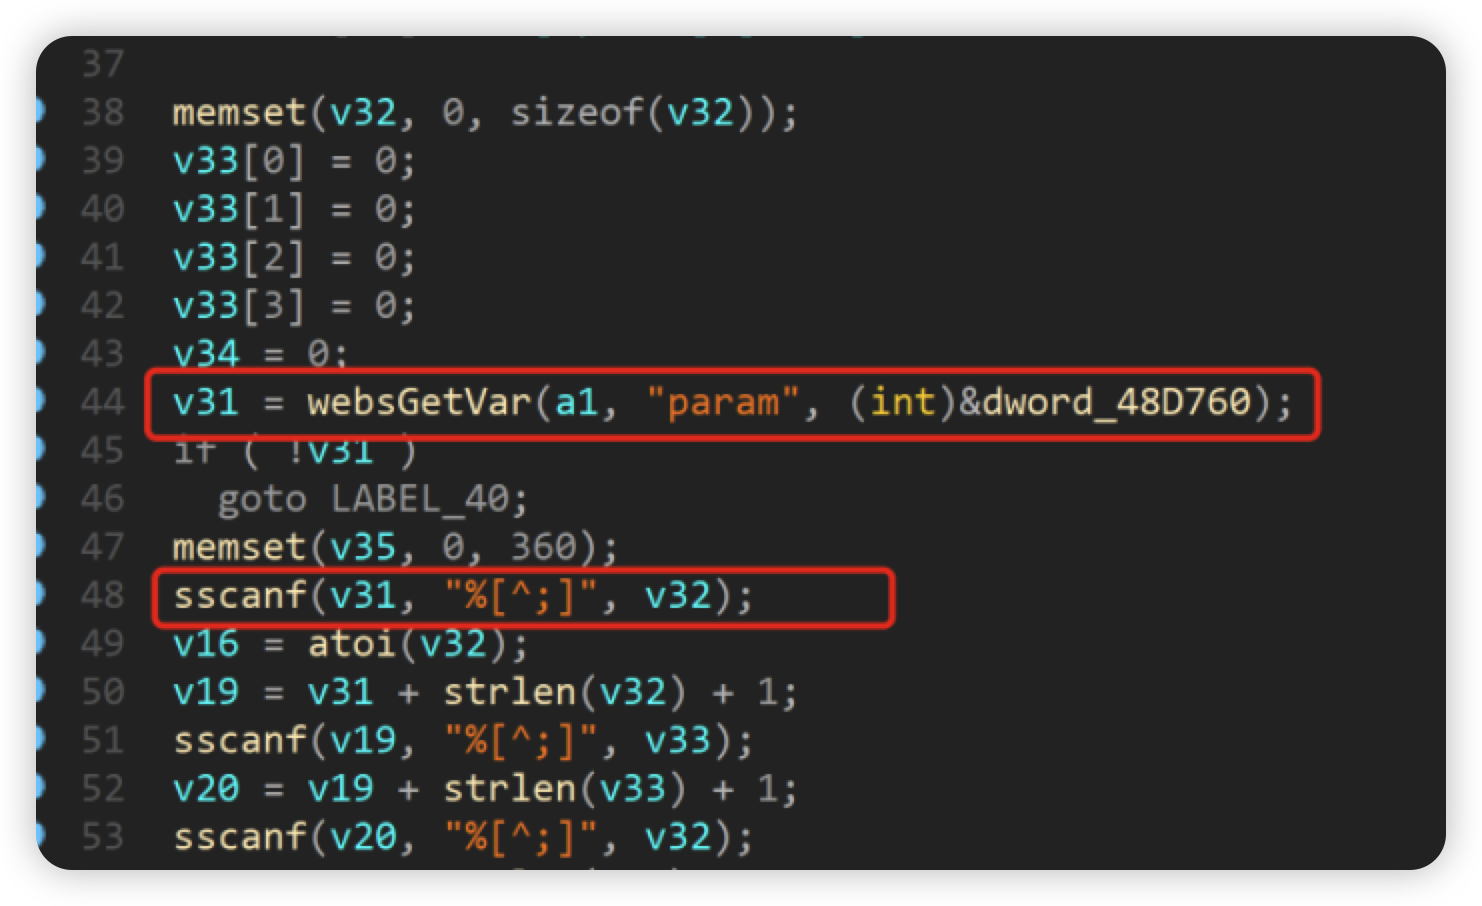 37
38 memset(v32, 0, sizeof(v32));
39 v33[0] = 0;
40 v33[1] = 0;
41 v33[2] = 0;
42 v33[3] = 0;
43 v34 = 0;
44 v31 = websGetVar(a1, "param", (int)&dword_48D760);
45 if ( !v31 )
46 goto LABEL_40;
47 memset(v35, 0, 360);
48 sscanf(v31, "%[^;]", v32);
49 v16 = atoi(v32);
50 v19 = v31 + strlen(v32) + 1;
51 sscanf(v19, "%[^;]", v33);
52 v20 = v19 + strlen(v33) + 1;
53 sscanf(v20, "%[^;]", v32);